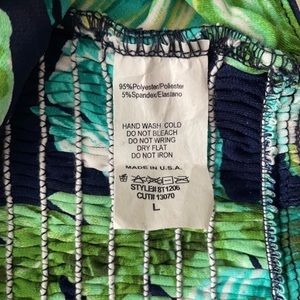 95%Polyester/Poliester
5%Spandex/Elastano
HAND WASH COLD
DO NOT BLEACH
DO NOT WRING
DRY FLAT
DO NOT IRON
MADE IN U.S.A.
STYLE# 8T1206
CUT# 13070
L